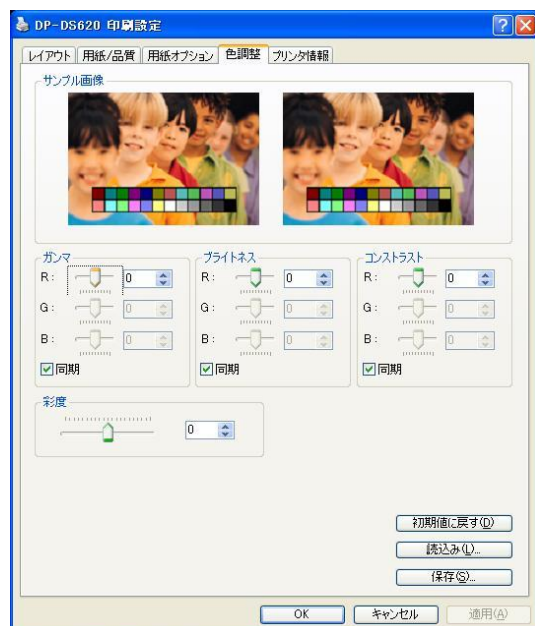 DP-DS620 印刷設定
レイアウト 用紙/品質 用紙オプション 色調整 プリンタ情報
サンプル画像
ガンマ ブライトネス コントラスト
R: 0 R: 0 R: 0
G: 0 G: 0 G: 0
B: 0 B: 0 B: 0
同期 同期 同期
彩度
0
初期値に戻す(D)
読込み(L)...
保存(S)...
OK キャンセル 適用(A)